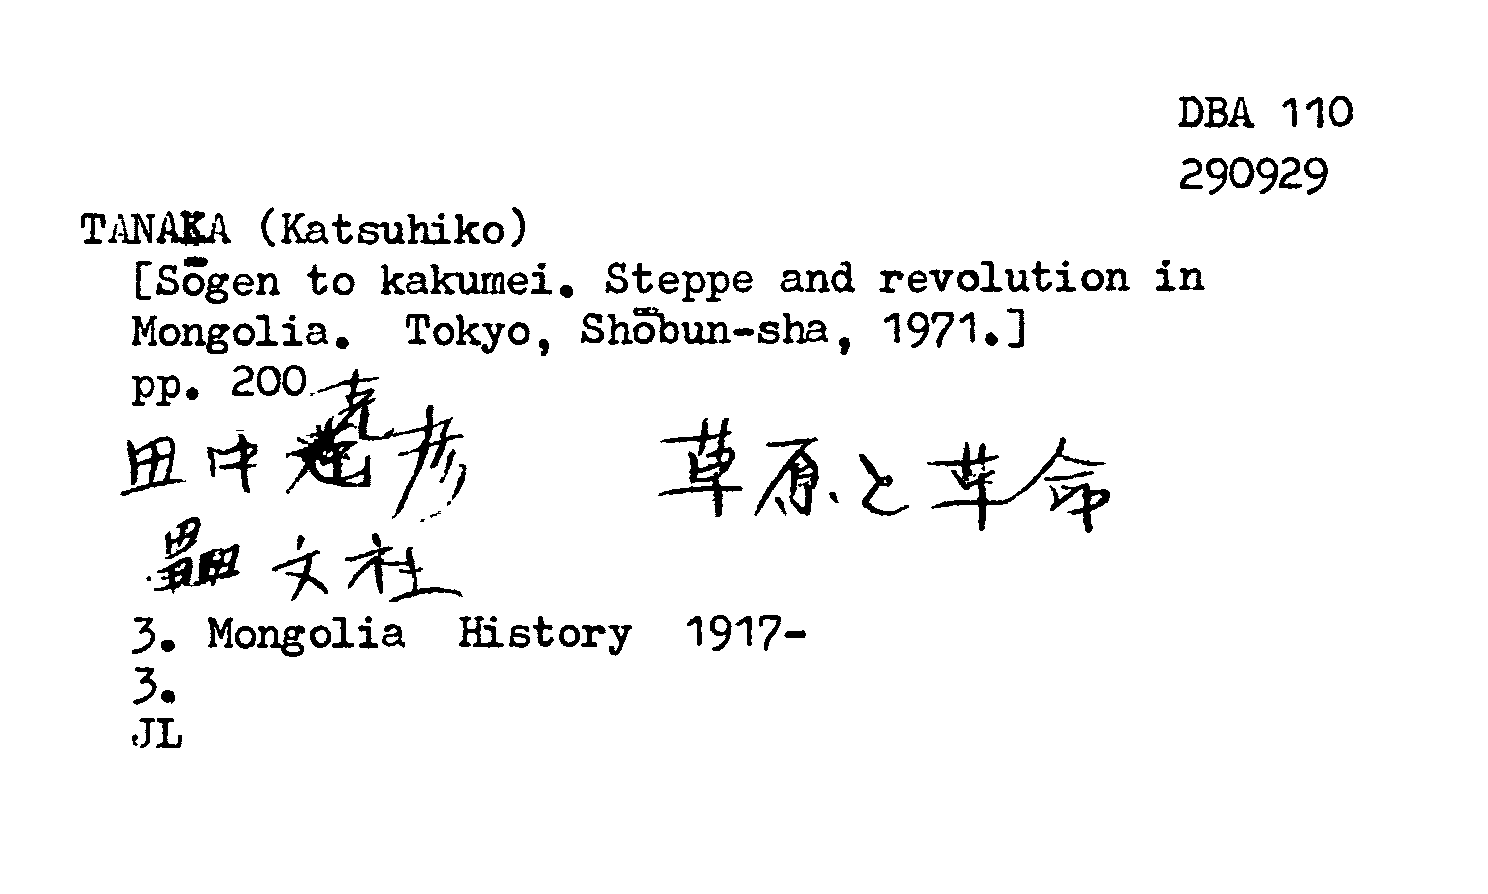 DBA 110
290929
TANAKA (Katsuhiko)
[Sōgen to kakumei. Steppe and revolution in
Mongolia. Tokyo, Shōbun-sha, 1971.]
pp. 200
田中克彦 草原と革命
晶文社
3. Mongolia History 1917-
3.
JL